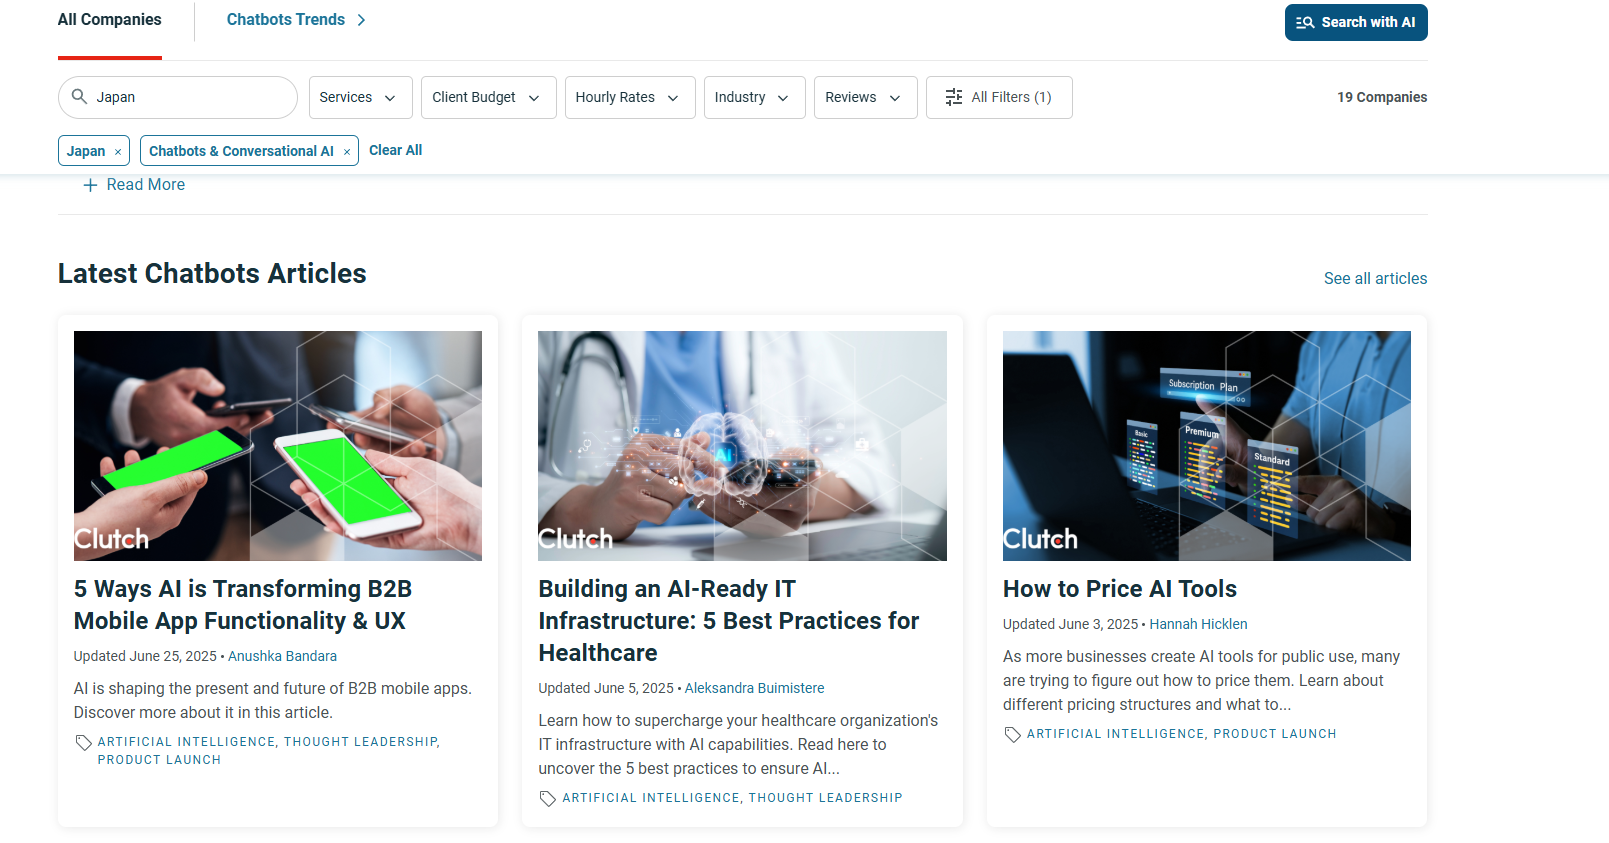 All Companies
Chatbots Trends
Search with AI
Japan
Services
Client Budget
Hourly Rates
Industry
Reviews
All Filters (1)
19 Companies
Japan ×
Chatbots & Conversational AI ×
Clear All
+ Read More
Latest Chatbots Articles
See all articles
Clutch
5 Ways AI is Transforming B2B
Mobile App Functionality & UX
Updated June 25, 2025 • Anushka Bandara
AI is shaping the present and future of B2B mobile apps.
Discover more about it in this article.
ARTIFICIAL INTELLIGENCE, THOUGHT LEADERSHIP,
PRODUCT LAUNCH
AI
Clutch
Building an AI-Ready IT
Infrastructure: 5 Best Practices for
Healthcare
Updated June 5, 2025 • Aleksandra Buimistere
Learn how to supercharge your healthcare organization's
IT infrastructure with AI capabilities. Read here to
uncover the 5 best practices to ensure AI...
ARTIFICIAL INTELLIGENCE, THOUGHT LEADERSHIP
Subscription Plan
Basic
Premium
Standard
Clutch
How to Price AI Tools
Updated June 3, 2025 • Hannah Hicklen
As more businesses create AI tools for public use, many
are trying to figure out how to price them. Learn about
different pricing structures and what to...
ARTIFICIAL INTELLIGENCE, PRODUCT LAUNCH